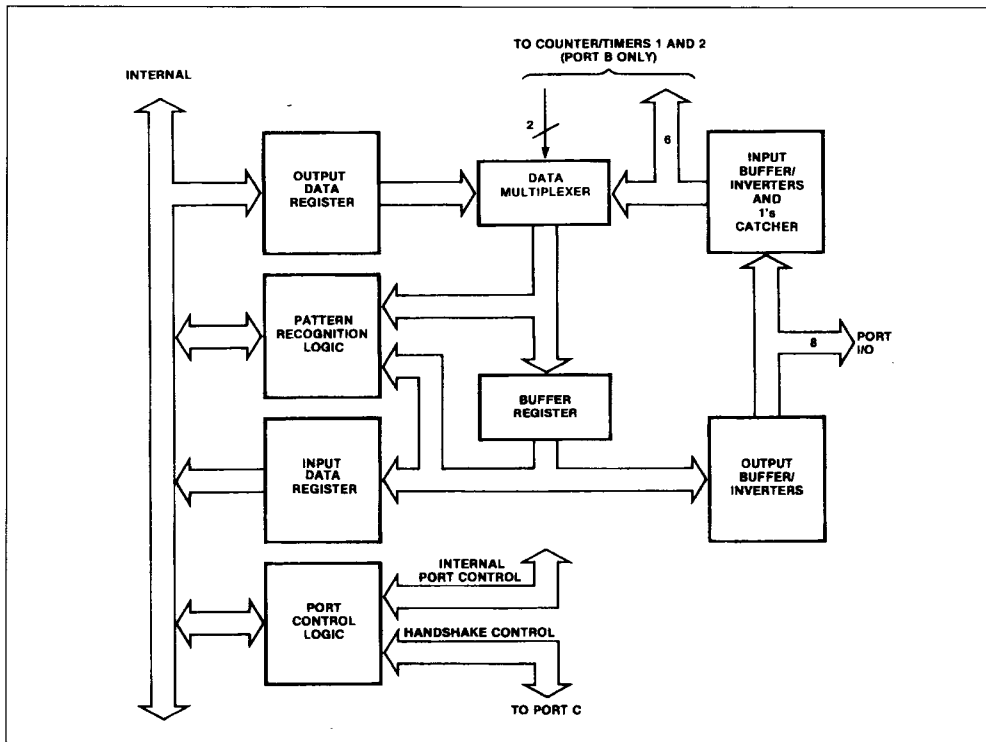 TO COUNTER/TIMERS 1 AND 2
(PORT B ONLY)
INTERNAL
2
6
OUTPUT
DATA
REGISTER
DATA
MULTIPLEXER
INPUT
BUFFER/
INVERTERS
AND
1's
CATCHER
PATTERN
RECOGNITION
LOGIC
8
PORT
I/O
BUFFER
REGISTER
INPUT
DATA
REGISTER
OUTPUT
BUFFER/
INVERTERS
INTERNAL
PORT CONTROL
PORT
CONTROL
LOGIC
HANDSHAKE CONTROL
TO PORT C